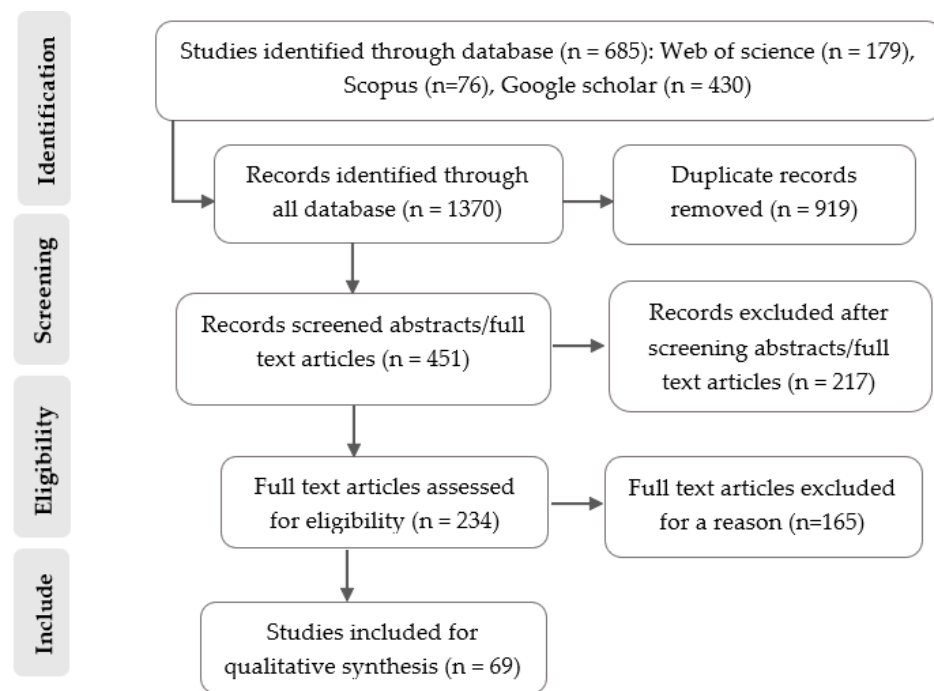 Identification
Studies identified through database (n = 685): Web of science (n = 179),
Scopus (n=76), Google scholar (n = 430)
Records identified through
all database (n = 1370)
Duplicate records
removed (n = 919)
Screening
Records screened abstracts/full
text articles (n = 451)
Records excluded after
screening abstracts/full
text articles (n = 217)
Eligibility
Full text articles assessed
for eligibility (n = 234)
Full text articles excluded
for a reason (n=165)
Include
Studies included for
qualitative synthesis (n = 69)